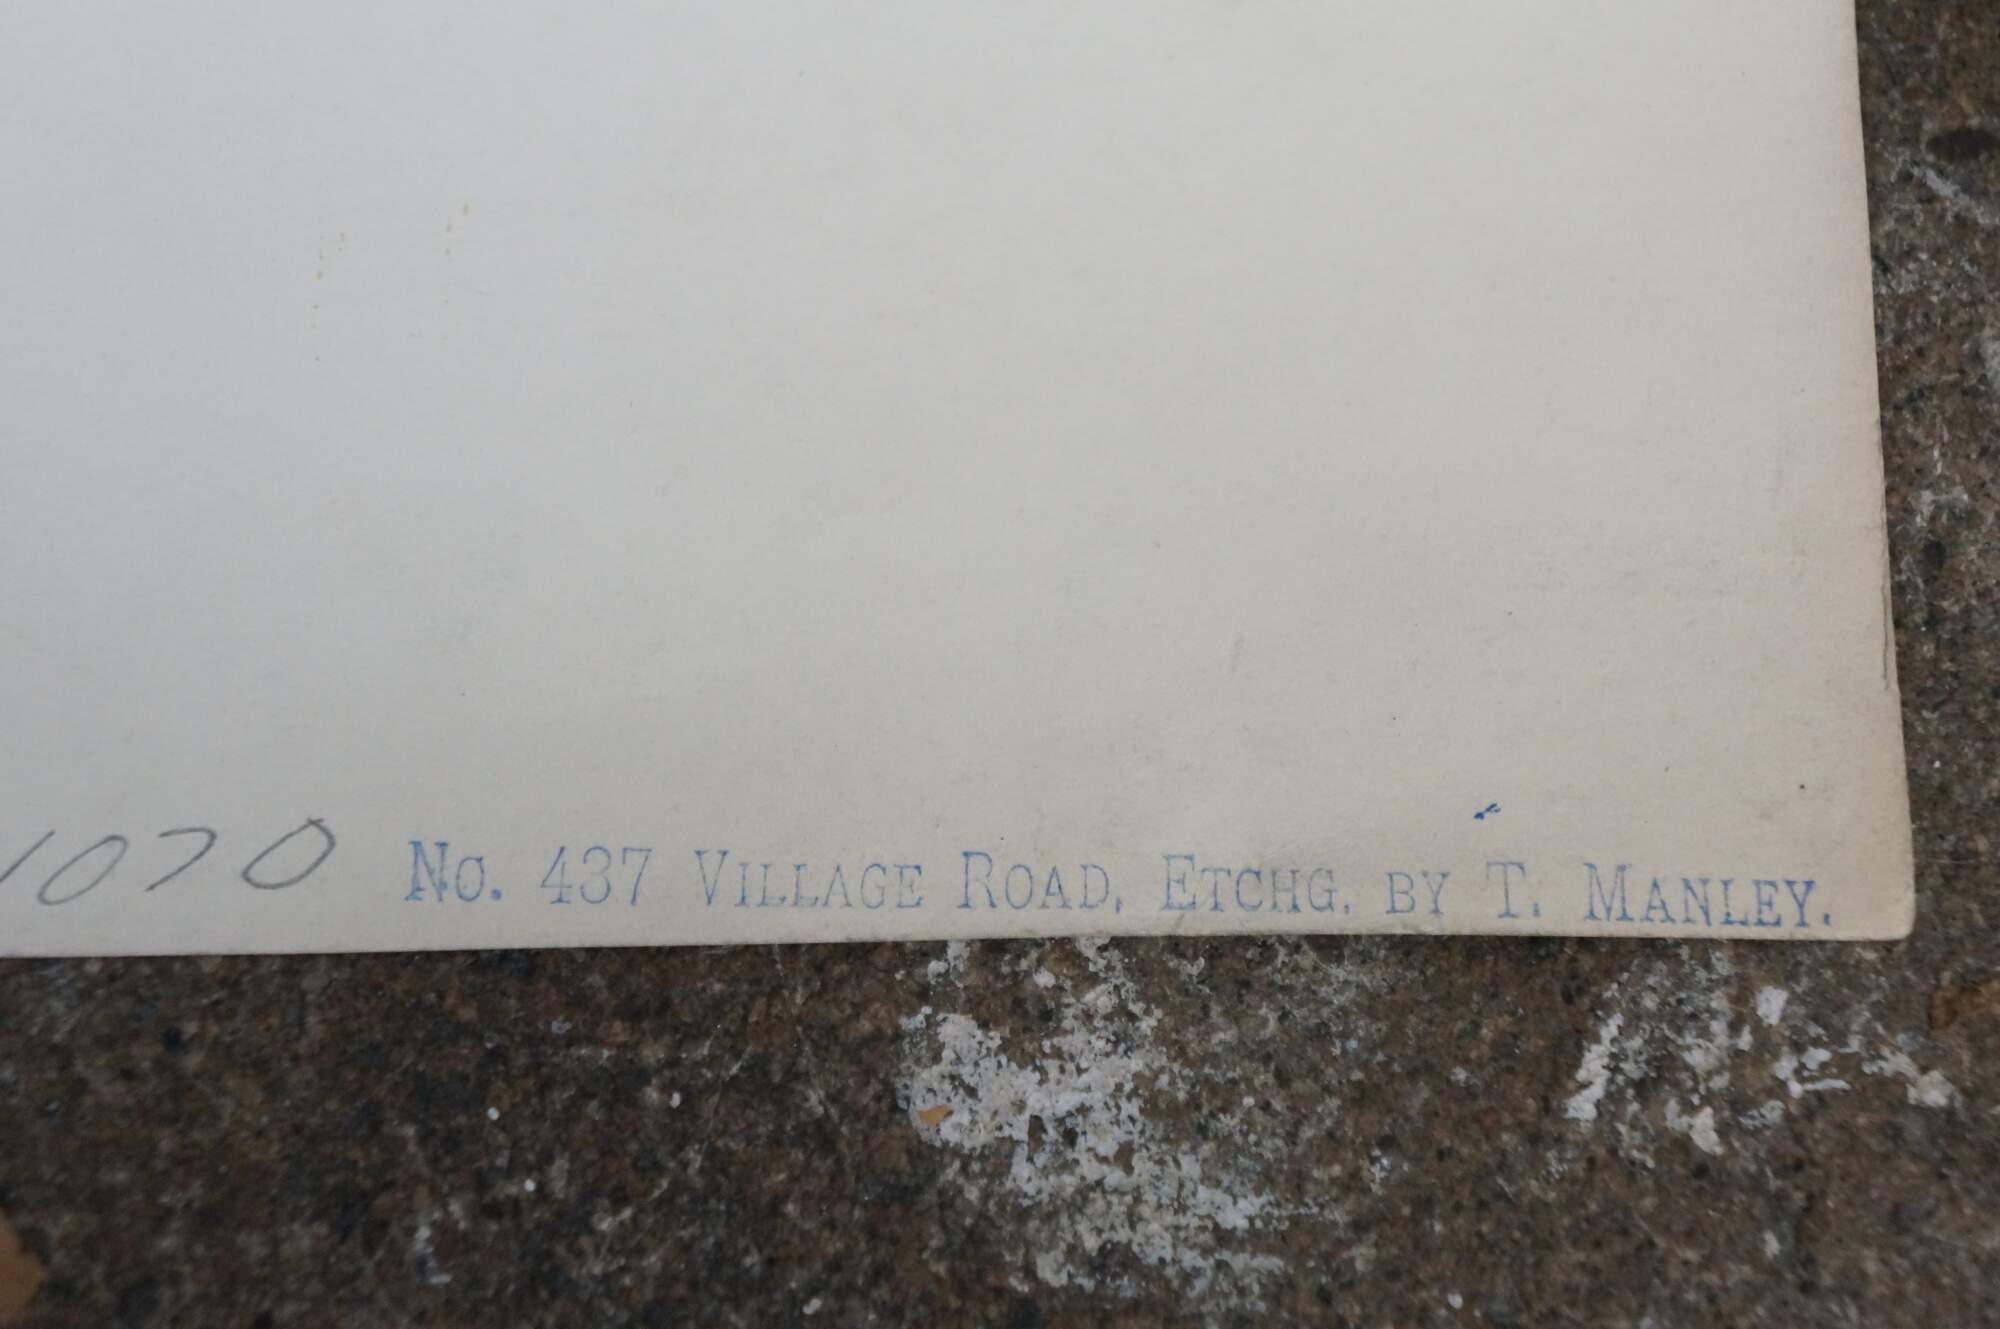 1070 No. 437 VILLAGE ROAD, ETCHG. BY T. MANLEY.